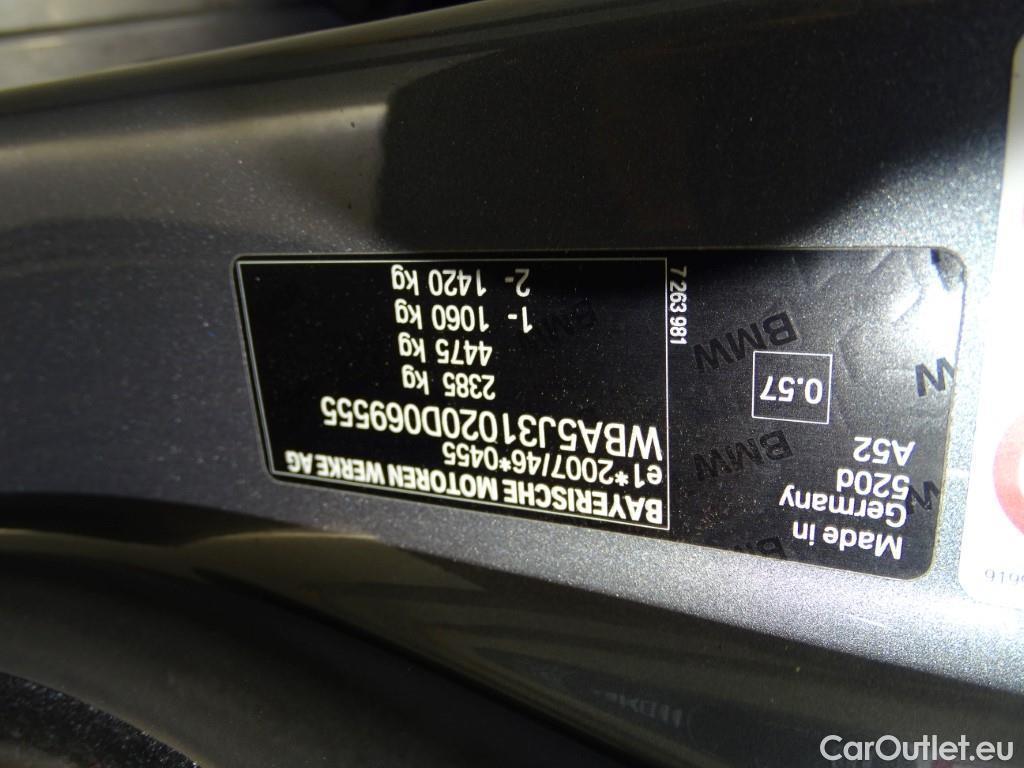 BAYERISCHE MOTOREN WERKE AG
e1*2007/46*0455
WBA5J31020D069555
2385 kg
4475 kg
1- 1060 kg
2- 1420 kg
7 263 981
Made in
Germany
520d
A52
0.57
BMW
BMW
BMW
CarOutlet.eu